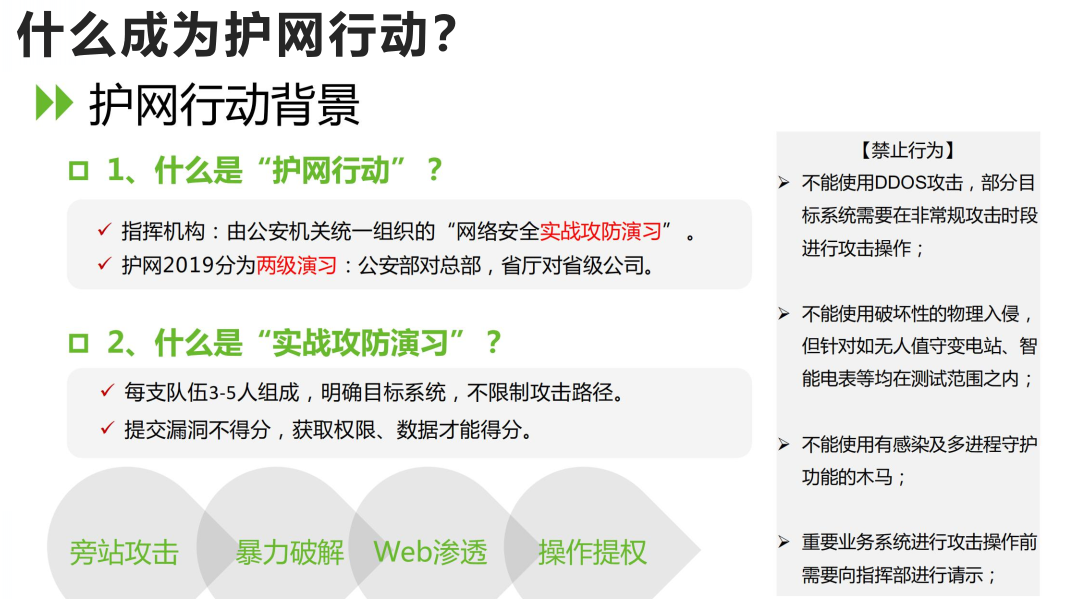 什么成为护网行动？
护网行动背景
1、什么是“护网行动”？
指挥机构：由公安机关统一组织的“网络安全实战攻防演习”。
护网2019分为两级演习：公安部对总部，省厅对省级公司。
2、什么是“实战攻防演习”？
每支队伍3-5人组成，明确目标系统，不限制攻击路径。
提交漏洞不得分，获取权限、数据才能得分。
旁站攻击
暴力破解
Web渗透
操作提权
【禁止行为】
不能使用DDOS攻击，部分目
标系统需要在非常规攻击时段
进行攻击操作；
不能使用破坏性的物理入侵，
但针对如无人值守变电站、智
能电表等均在测试范围之内；
不能使用有感染及多进程守护
功能的木马；
重要业务系统进行攻击操作前
需要向指挥部进行请示；